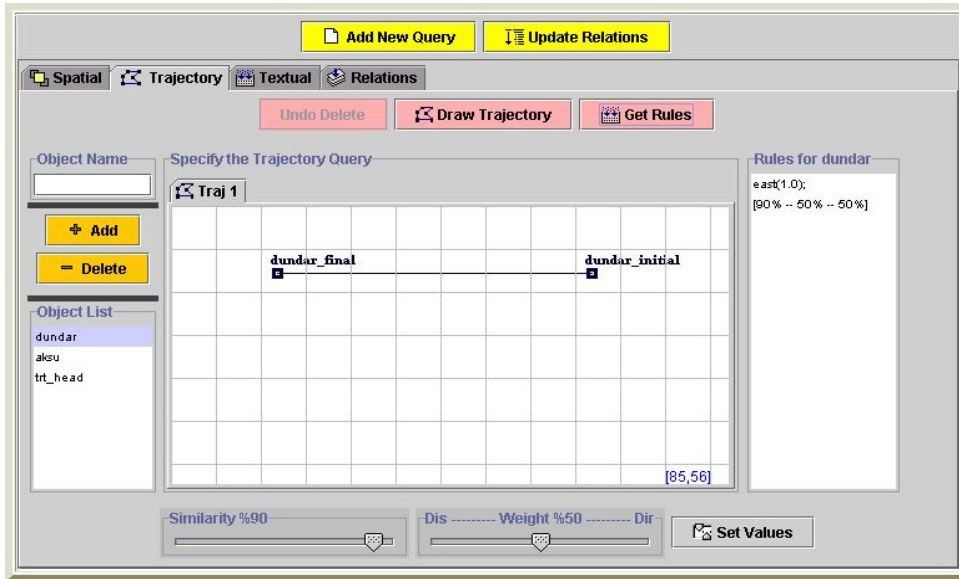 Add New Query Update Relations
Spatial Trajectory Textual Relations
Undo Delete Draw Trajectory Get Rules
Object Name
Add
Delete
Object List
dundar
aksu
trt_head
Specify the Trajectory Query
Traj 1
dundar_final dundar_initial
[85,56]
Rules for dundar
east(1.0);
[90% -- 50% -- 50%]
Similarity %90
Dis --------- Weight %50 --------- Dir
Set Values